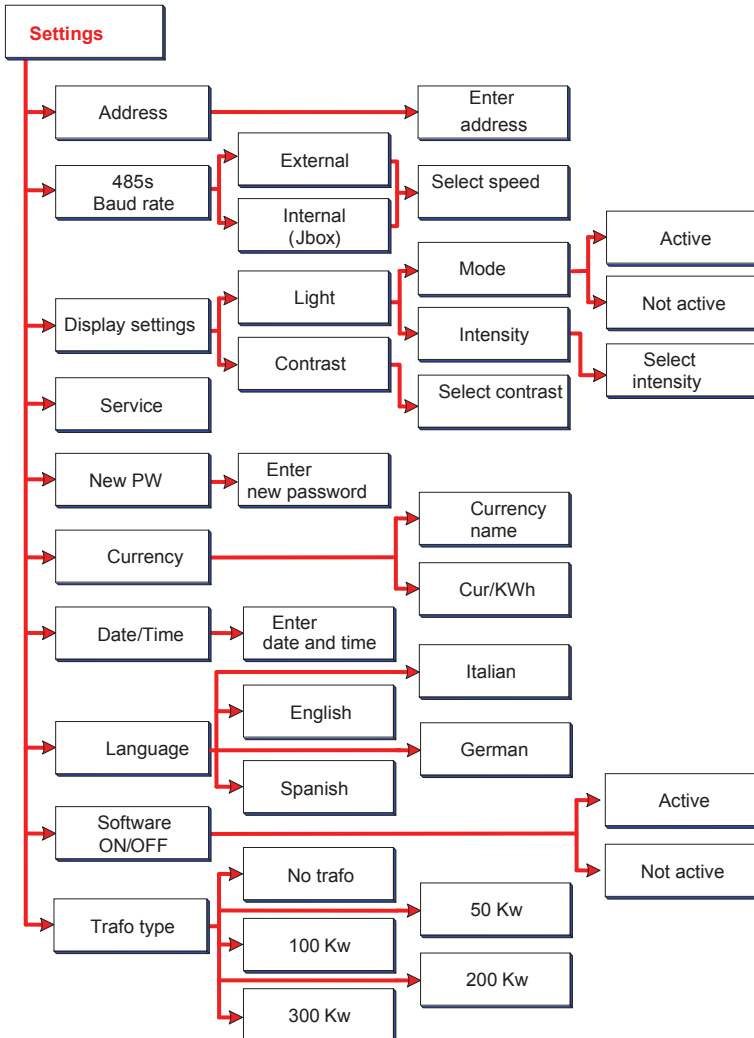 Settings
Address
Enter
address
485s
Baud rate
External
Internal
(Jbox)
Select speed
Display settings
Light
Contrast
Mode
Intensity
Select contrast
Active
Not active
Select
intensity
Service
New PW
Enter
new password
Currency
Currency
name
Cur/KWh
Date/Time
Enter
date and time
Language
Italian
English
German
Spanish
Software
ON/OFF
Active
Not active
Trafo type
No trafo
50 Kw
100 Kw
200 Kw
300 Kw